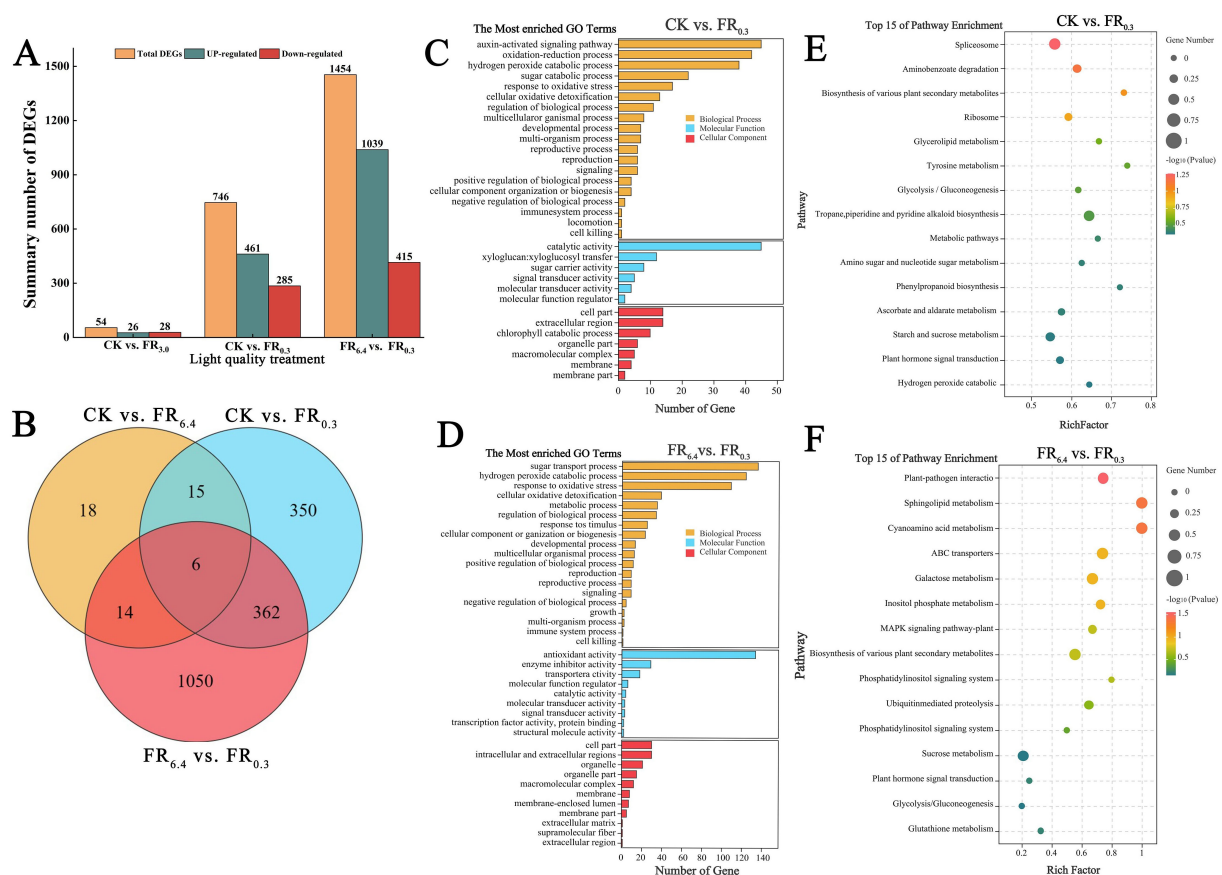 A
Total DEGs UP-regulated Down-regulated
Summary number of DEGs
1500
1200
900
600
300
0
54 26 28
746 461 285
1454 1039 415
CK vs. FR3.0 CK vs. FR0.3 FR6.4 vs. FR0.3
Light quality treatment
B
CK vs. FR6.4 CK vs. FR0.3
18 15 350
6
14 362
1050
FR6.4 vs. FR0.3
C
The Most enriched GO Terms CK vs. FR0.3
auxin-activated signaling pathway
oxidation-reduction process
hydrogen peroxide catabolic process
sugar catabolic process
response to oxidative stress
cellular oxidative detoxification
regulation of biological process
multicellularor ganismal process
developmental process
multi-organism process
reproductive process
reproduction
signaling
positive regulation of biological process
cellular component organization or biogenesis
negative regulation of biological process
immunesystem process
locomotion
cell killing
catalytic activity
xyloglucan:xyloglucosyl transfer
sugar carrier activity
signal transducer activity
molecular transducer activity
molecular function regulator
cell part
extracellular region
chlorophyll catabolic process
organelle part
macromolecular complex
membrane
membrane part
Biological Process
Molecular Function
Cellular Component
0 10 20 30 40 50
Number of Gene
D
The Most enriched GO Terms FR6.4 vs. FR0.3
sugar transport process
hydrogen peroxide catabolic process
response to oxidative stress
cellular oxidative detoxification
metabolic process
regulation of biological process
response tos timulus
cellular component or ganization or biogenesis
developmental process
multicellular organismal process
positive regulation of biological process
reproduction
reproductive process
signaling
negative regulation of biological process
growth
multi-organism process
immune system process
cell killing
antioxidant activity
enzyme inhibitor activity
transportera ctivity
molecular function regulator
catalytic activity
molecular transducer activity
signal transducer activity
transcription factor activity, protein binding
structural molecule activity
cell part
intracellular and extracellular regions
organelle
organelle part
macromolecular complex
membrane
membrane-enclosed lumen
membrane part
extracellular matrix
supramolecular fiber
extracellular region
Biological Process
Molecular Function
Cellular Component
0 20 40 60 80 100 120 140
Number of Gene
E
Top 15 of Pathway Enrichment CK vs. FR0.3
Pathway
Spliceosome
Aminobenzoate degradation
Biosynthesis of various plant secondary metabolites
Ribosome
Glycerolipid metabolism
Tyrosine metabolism
Glycolysis / Gluconeogenesis
Tropane,piperidine and pyridine alkaloid biosynthesis
Metabolic pathways
Amino sugar and nucleotide sugar metabolism
Phenylpropanoid biosynthesis
Ascorbate and aldarate metabolism
Starch and sucrose metabolism
Plant hormone signal transduction
Hydrogen peroxide catabolic
0.5 0.6 0.7 0.8
RichFactor
Gene Number
0
0.25
0.5
0.75
1
-log10 (Pvalue)
1.25
1
0.75
0.5
F
Top 15 of Pathway Enrichment FR6.4 vs. FR0.3
Pathway
Plant-pathogen interactio
Sphingolipid metabolism
Cyanoamino acid metabolism
ABC transporters
Galactose metabolism
Inositol phosphate metabolism
MAPK signaling pathway-plant
Biosynthesis of various plant secondary metabolites
Phosphatidylinositol signaling system
Ubiquitinmediated proteolysis
Phosphatidylinositol signaling system
Sucrose metabolism
Plant hormone signal transduction
Glycolysis/Gluconeogenesis
Glutathione metabolism
0.2 0.4 0.6 0.8 1
Rich Factor
Gene Number
0
0.25
0.5
0.75
1
-log10 (Pvalue)
1.5
1
0.5